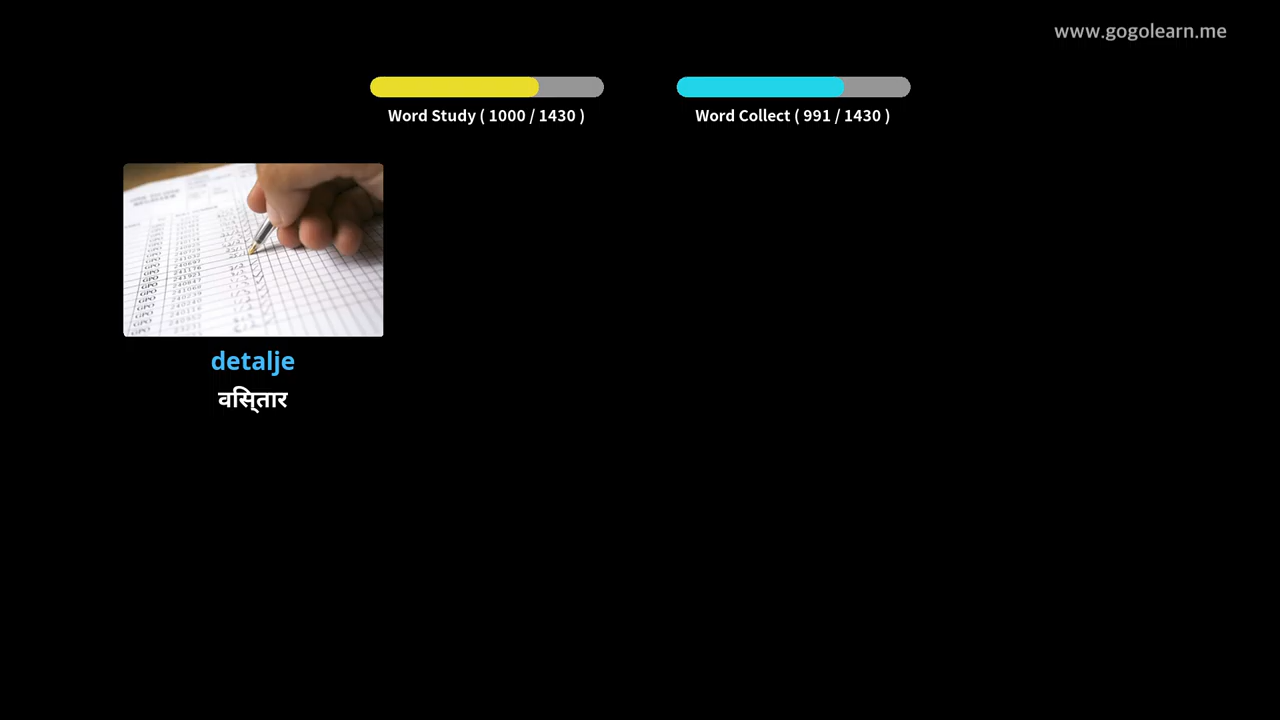 www.gogolearn.me
Word Study ( 1000 / 1430 )
Word Collect ( 991 / 1430 )
detalje
विस्तार